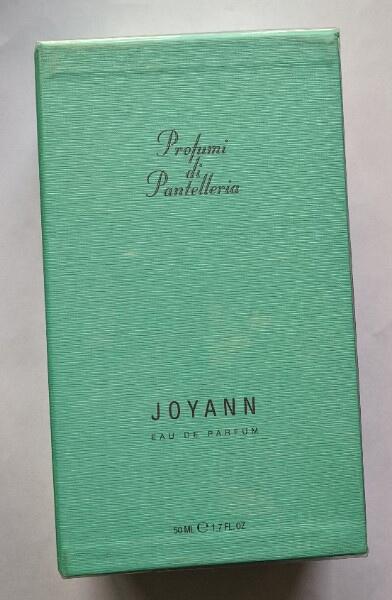 Profumi
di
Pantelleria
JOYANN
EAU DE PARFUM
50 ML ℮ 1.7 FL.OZ